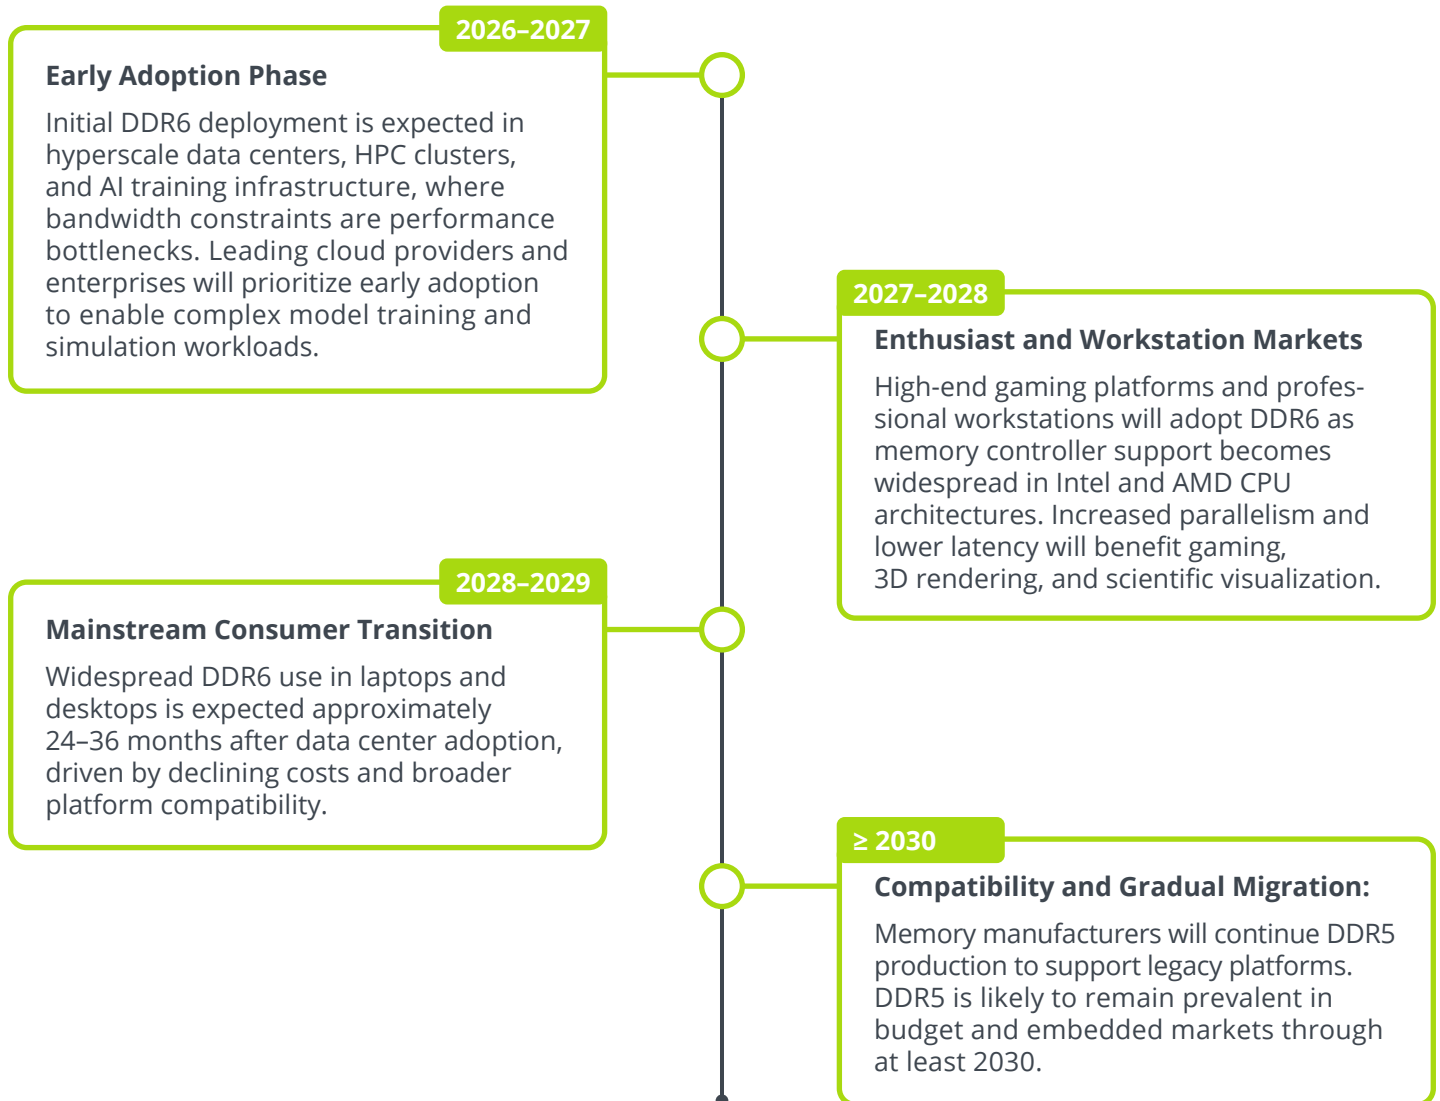 2026–2027
Early Adoption Phase
Initial DDR6 deployment is expected in
hyperscale data centers, HPC clusters,
and AI training infrastructure, where
bandwidth constraints are performance
bottlenecks. Leading cloud providers and
enterprises will prioritize early adoption
to enable complex model training and
simulation workloads.
2027–2028
Enthusiast and Workstation Markets
High-end gaming platforms and profes-
sional workstations will adopt DDR6 as
memory controller support becomes
widespread in Intel and AMD CPU
architectures. Increased parallelism and
lower latency will benefit gaming,
3D rendering, and scientific visualization.
2028–2029
Mainstream Consumer Transition
Widespread DDR6 use in laptops and
desktops is expected approximately
24–36 months after data center adoption,
driven by declining costs and broader
platform compatibility.
≥ 2030
Compatibility and Gradual Migration:
Memory manufacturers will continue DDR5
production to support legacy platforms.
DDR5 is likely to remain prevalent in
budget and embedded markets through
at least 2030.